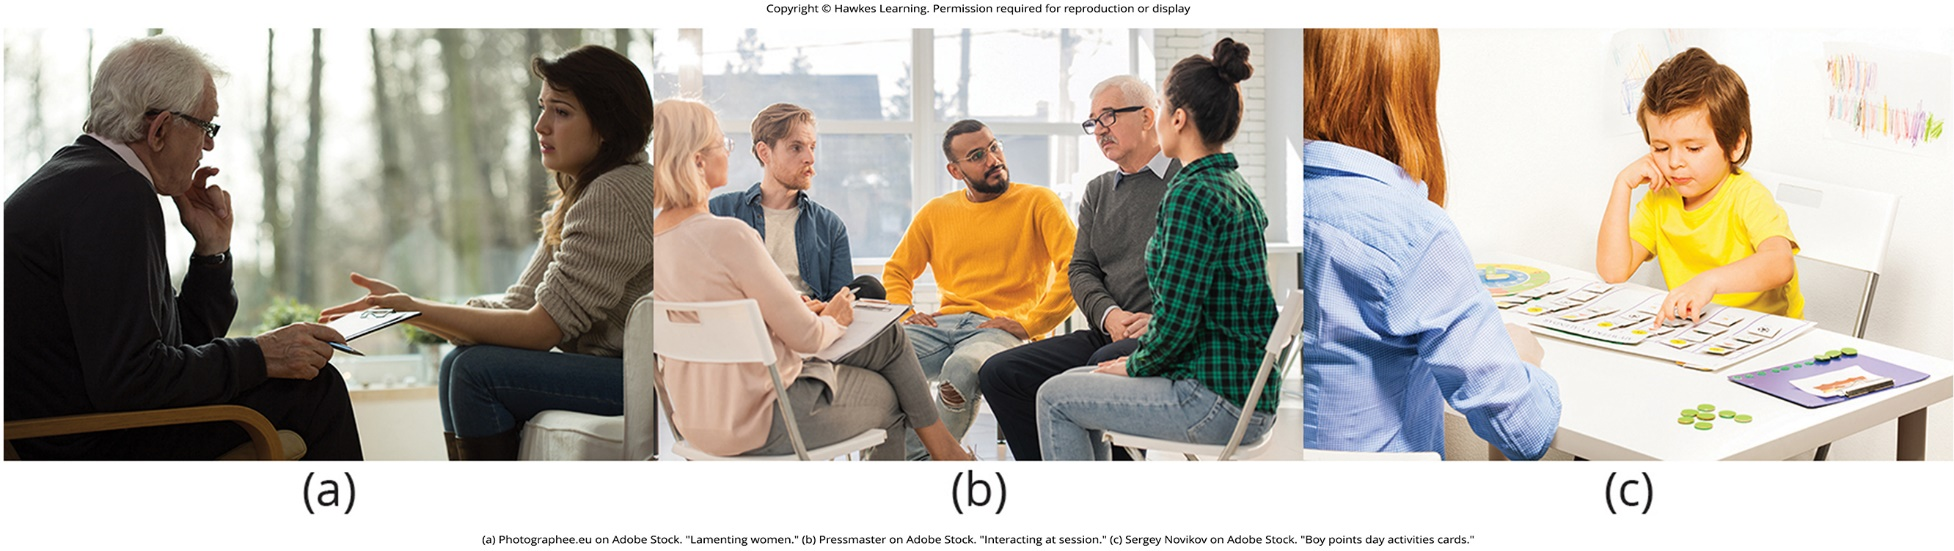 Copyright © Hawkes Learning. Permission required for reproduction or display
(a)
(b)
(c)
(a) Photographee.eu on Adobe Stock. "Lamenting women." (b) Pressmaster on Adobe Stock. "Interacting at session." (c) Sergey Novikov on Adobe Stock. "Boy points day activities cards."